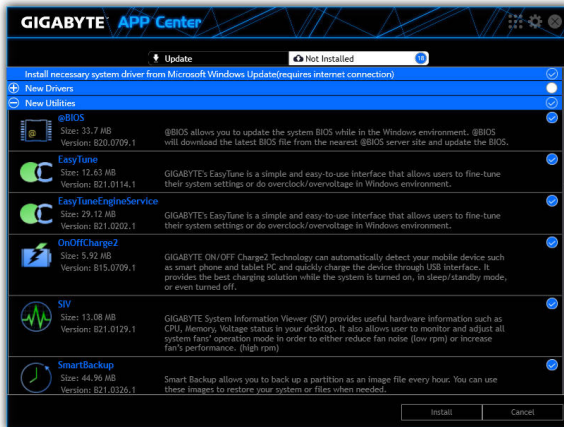 GIGABYTE APP Center
Update
Not Installed 18
Install necessary system driver from Microsoft Windows Update(requires internet connection)
New Drivers
New Utilities
@BIOS
Size: 33.7 MB
Version: B20.0709.1
@BIOS allows you to update the system BIOS while in the Windows environment. @BIOS
will download the latest BIOS file from the nearest @BIOS server site and update the BIOS.
EasyTune
Size: 12.63 MB
Version: B21.0114.1
GIGABYTE's EasyTune is a simple and easy-to-use interface that allows users to fine-tune
their system settings or do overclock/overvoltage in Windows environment.
EasyTuneEngineService
Size: 29.12 MB
Version: B21.0202.1
GIGABYTE's EasyTune is a simple and easy-to-use interface that allows users to fine-tune
their system settings or do overclock/overvoltage in Windows environment.
OnOffCharge2
Size: 5.92 MB
Version: B15.0709.1
GIGABYTE ON/OFF Charge2 Technology can automatically detect your mobile device such
as smart phone and tablet PC and quickly charge the device through USB interface. It
provides the best charging solution while the system is turned on, in sleep/standby mode,
or even turned off.
SIV
Size: 13.08 MB
Version: B21.0129.1
GIGABYTE System Information Viewer (SIV) provides useful hardware information such as
CPU, Memory, Voltage status in your desktop. It also allows user to monitor and adjust all
system fans' operation mode in order to either reduce fan noise (low rpm) or increase
fan's performance. (high rpm)
SmartBackup
Size: 44.96 MB
Version: B21.0326.1
Smart Backup allows you to back up a partition as an image file every hour. You can use
these images to restore your system or files when needed.
Install
Cancel